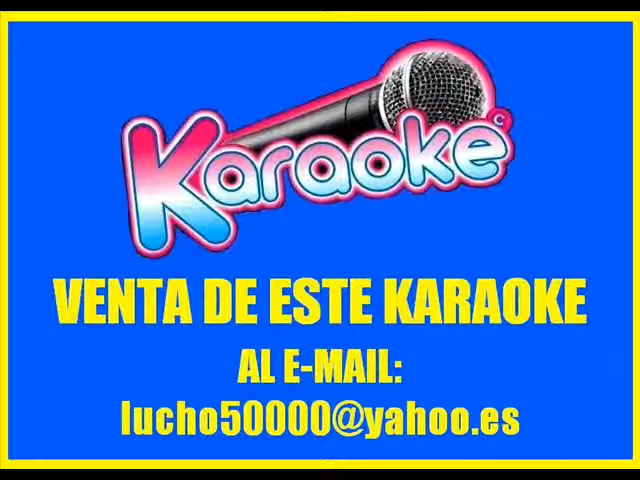 Karaoke
C
VENTA DE ESTE KARAOKE
AL E-MAIL:
lucho50000@yahoo.es